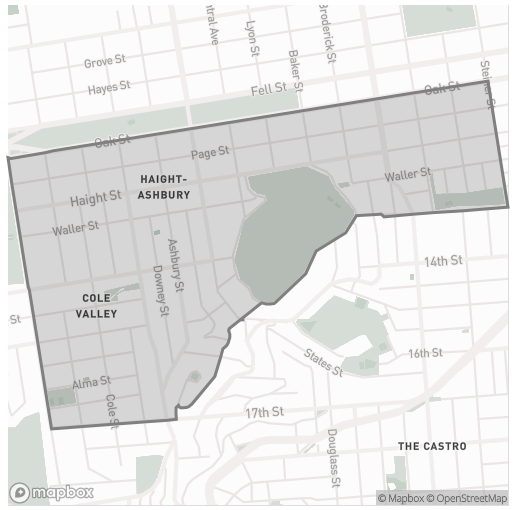 Central Ave
Lyon St
Broderick St
Baker St
Grove St
Hayes St
Fell St
Oak St
Steiner St
Oak St
Page St
HAIGHT-
ASHBURY
Waller St
Haight St
Waller St
Ashbury St
Downey St
14th St
COLE
VALLEY
St
States St
16th St
Alma St
Cole St
17th St
Douglass St
THE CASTRO
mapbox
© Mapbox © OpenStreetMap